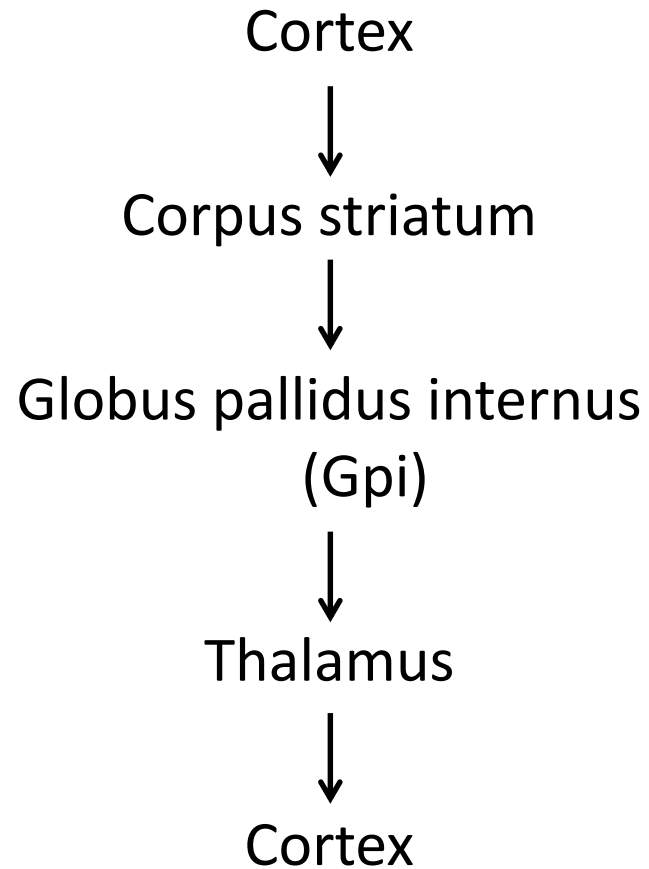 Cortex
Corpus striatum
Globus pallidus internus
(Gpi)
Thalamus
Cortex